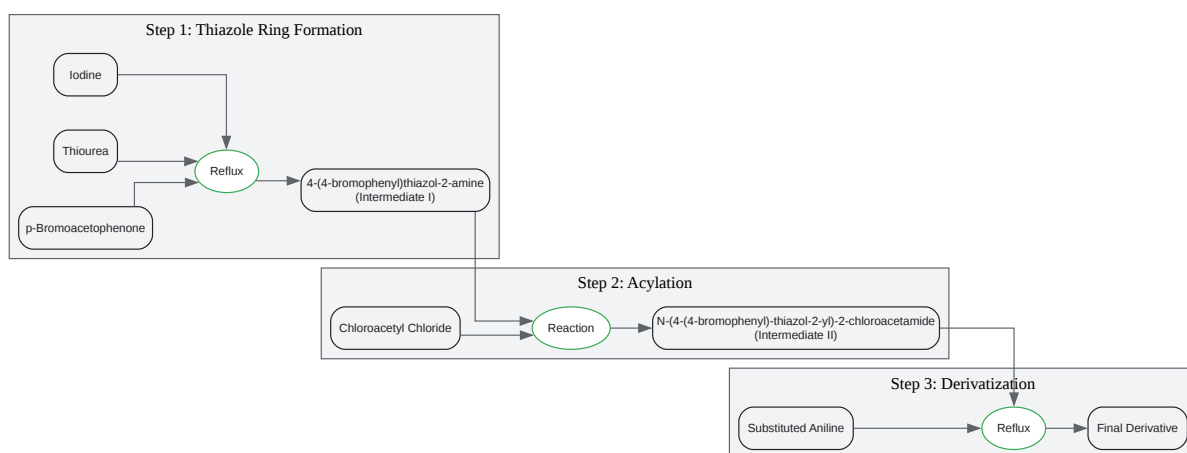 Step 1: Thiazole Ring Formation
Iodine
Thiourea
Reflux
p-Bromoacetophenone
4-(4-bromophenyl)thiazol-2-amine
(Intermediate I)
Step 2: Acylation
Chloroacetyl Chloride
Reaction
N-(4-(4-bromophenyl)-thiazol-2-yl)-2-chloroacetamide
(Intermediate II)
Step 3: Derivatization
Substituted Aniline
Reflux
Final Derivative